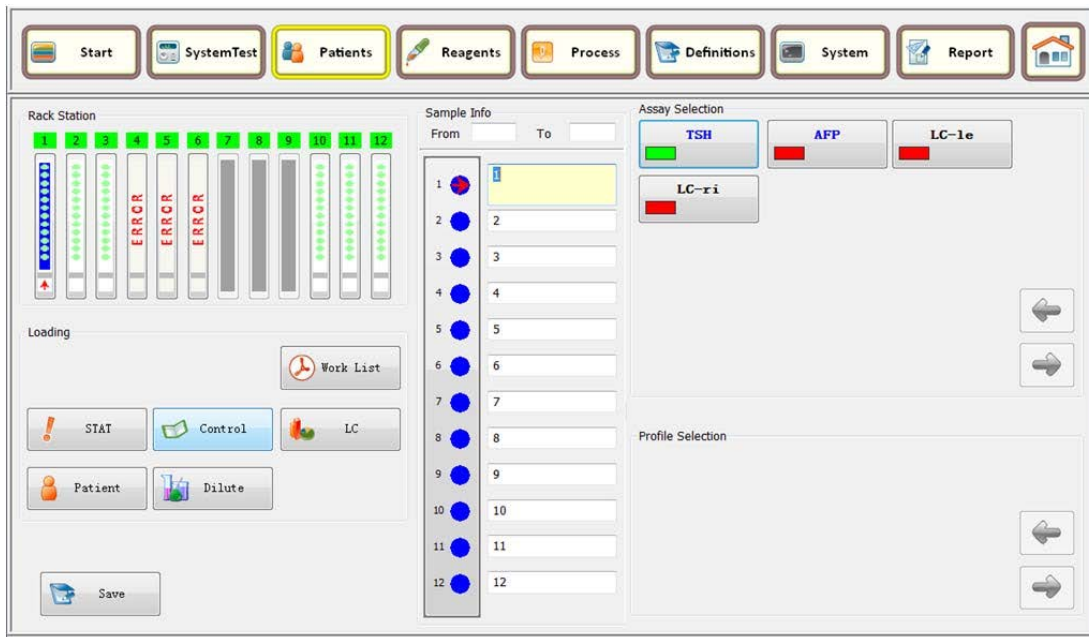 Start SystemTest Patients Reagents Process Definitions System Report
Rack Station
1 2 3 4 5 6 7 8 9 10 11 12
ERROR ERROR ERROR
Loading
Work List
STAT Control LC
Patient Dilute
Save
Sample Info
From To
1 1
2 2
3 3
4 4
5 5
6 6
7 7
8 8
9 9
10 10
11 11
12 12
Assay Selection
TSH AFP LC-le
LC-ri
Profile Selection